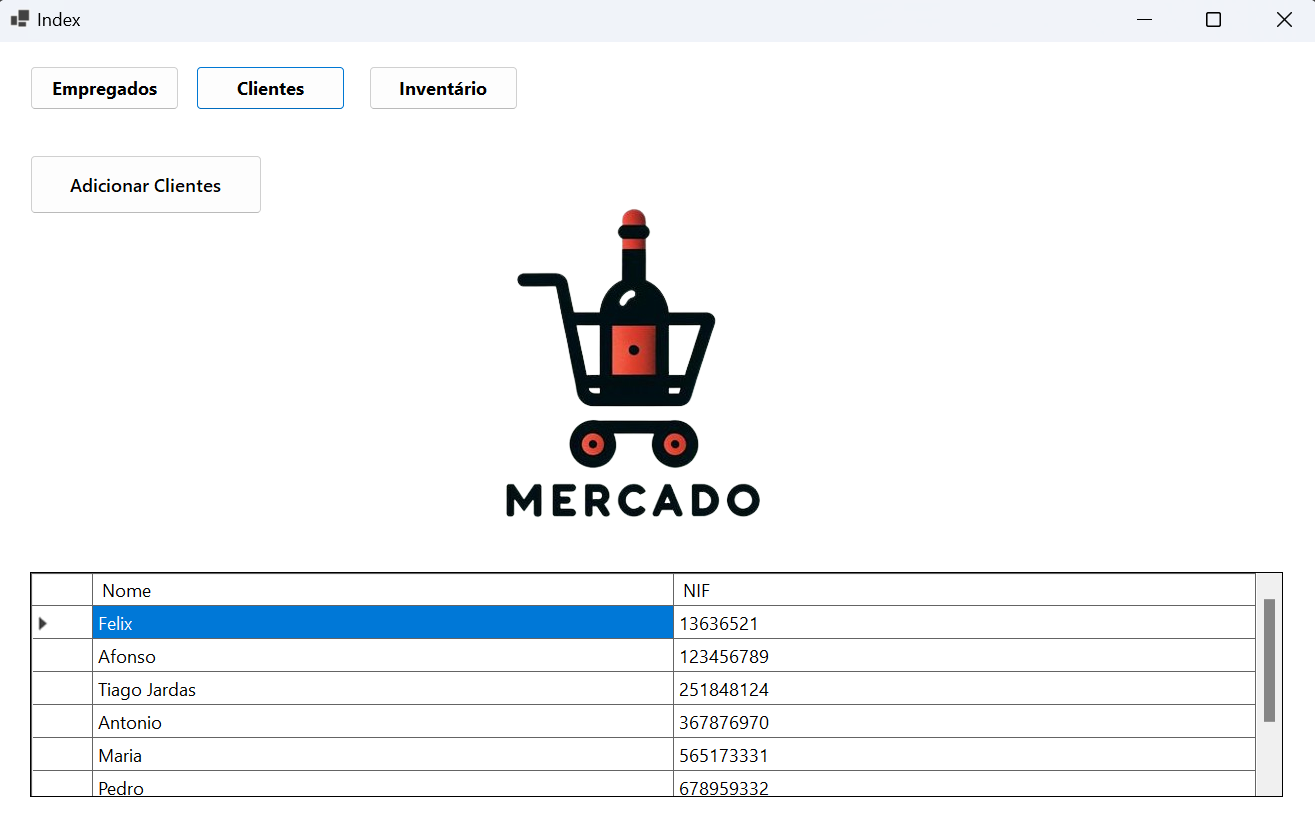 Index
Empregados Clientes Inventário
Adicionar Clientes
MERCADO
Nome NIF
Felix 13636521
Afonso 123456789
Tiago Jardas 251848124
Antonio 367876970
Maria 565173331
Pedro 678959332